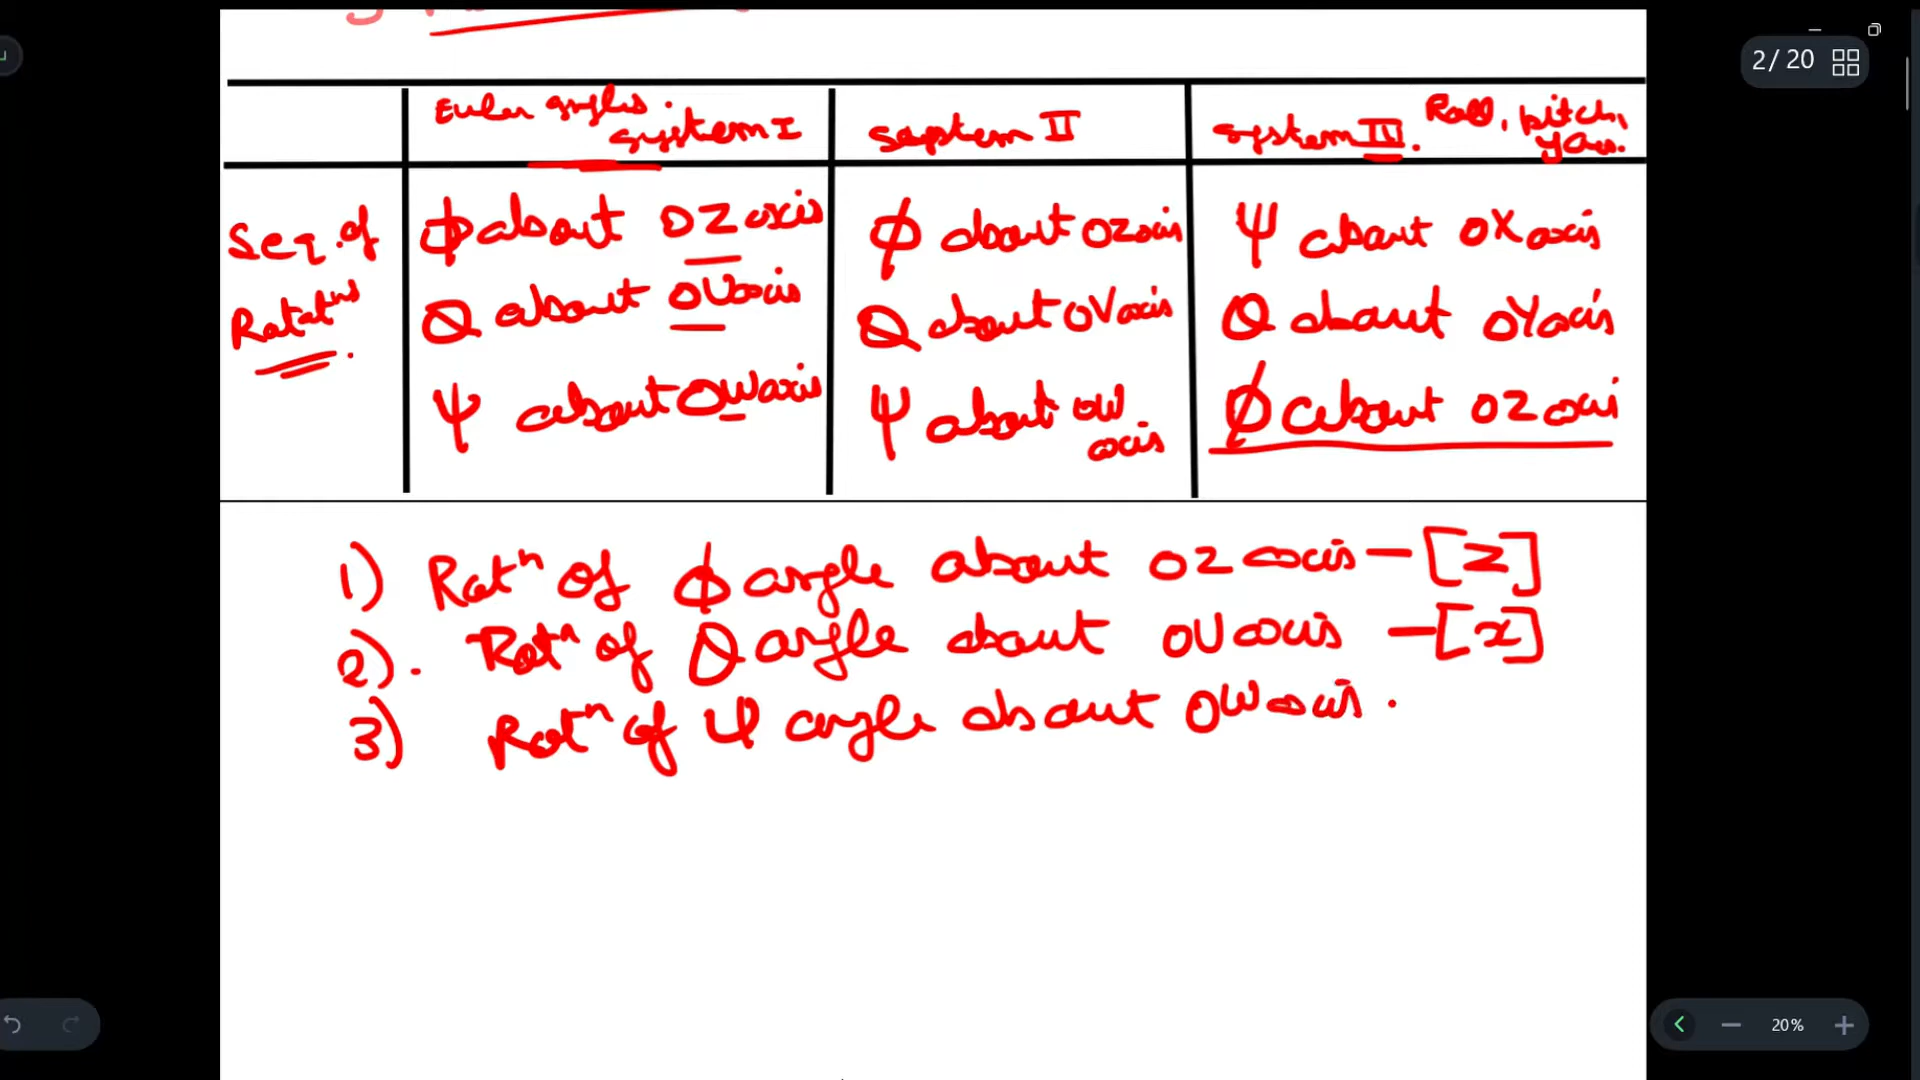 2/ 20
Euler angles. system I | system II | system III. Roll, pitch, yaw.
Seq. of Rotatⁿˢ
ϕ about OZ axis | ϕ about OZ axis | ψ about OX axis
θ about OU axis | θ about OV axis | θ about OY axis
ψ about OW axis | ψ about OW axis | ϕ about OZ axi
1) Rotⁿ of ϕ angle about OZ axis — [Z]
2). Rotⁿ of θ angle about OU axis — [x]
3) Rotⁿ of ψ angle about OW axis.
20%